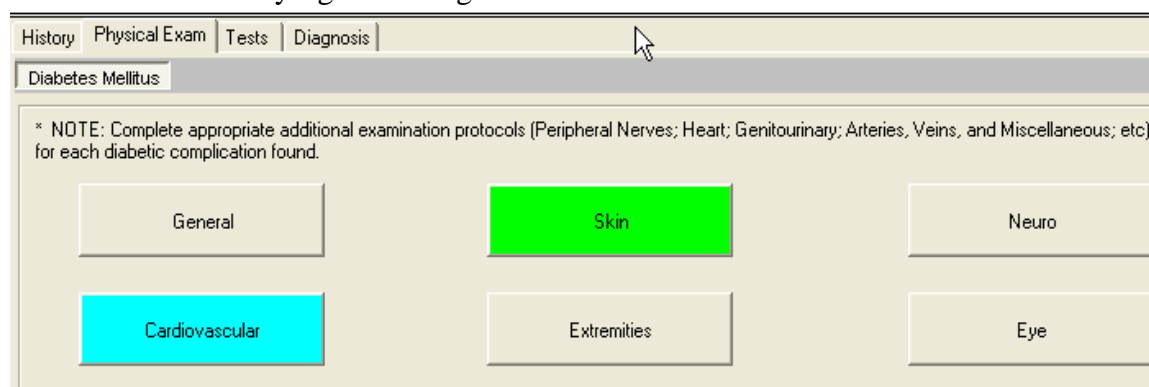 History Physical Exam Tests Diagnosis
Diabetes Mellitus
* NOTE: Complete appropriate additional examination protocols (Peripheral Nerves; Heart; Genitourinary; Arteries, Veins, and Miscellaneous; etc)
for each diabetic complication found.
General Skin Neuro
Cardiovascular Extremities Eye